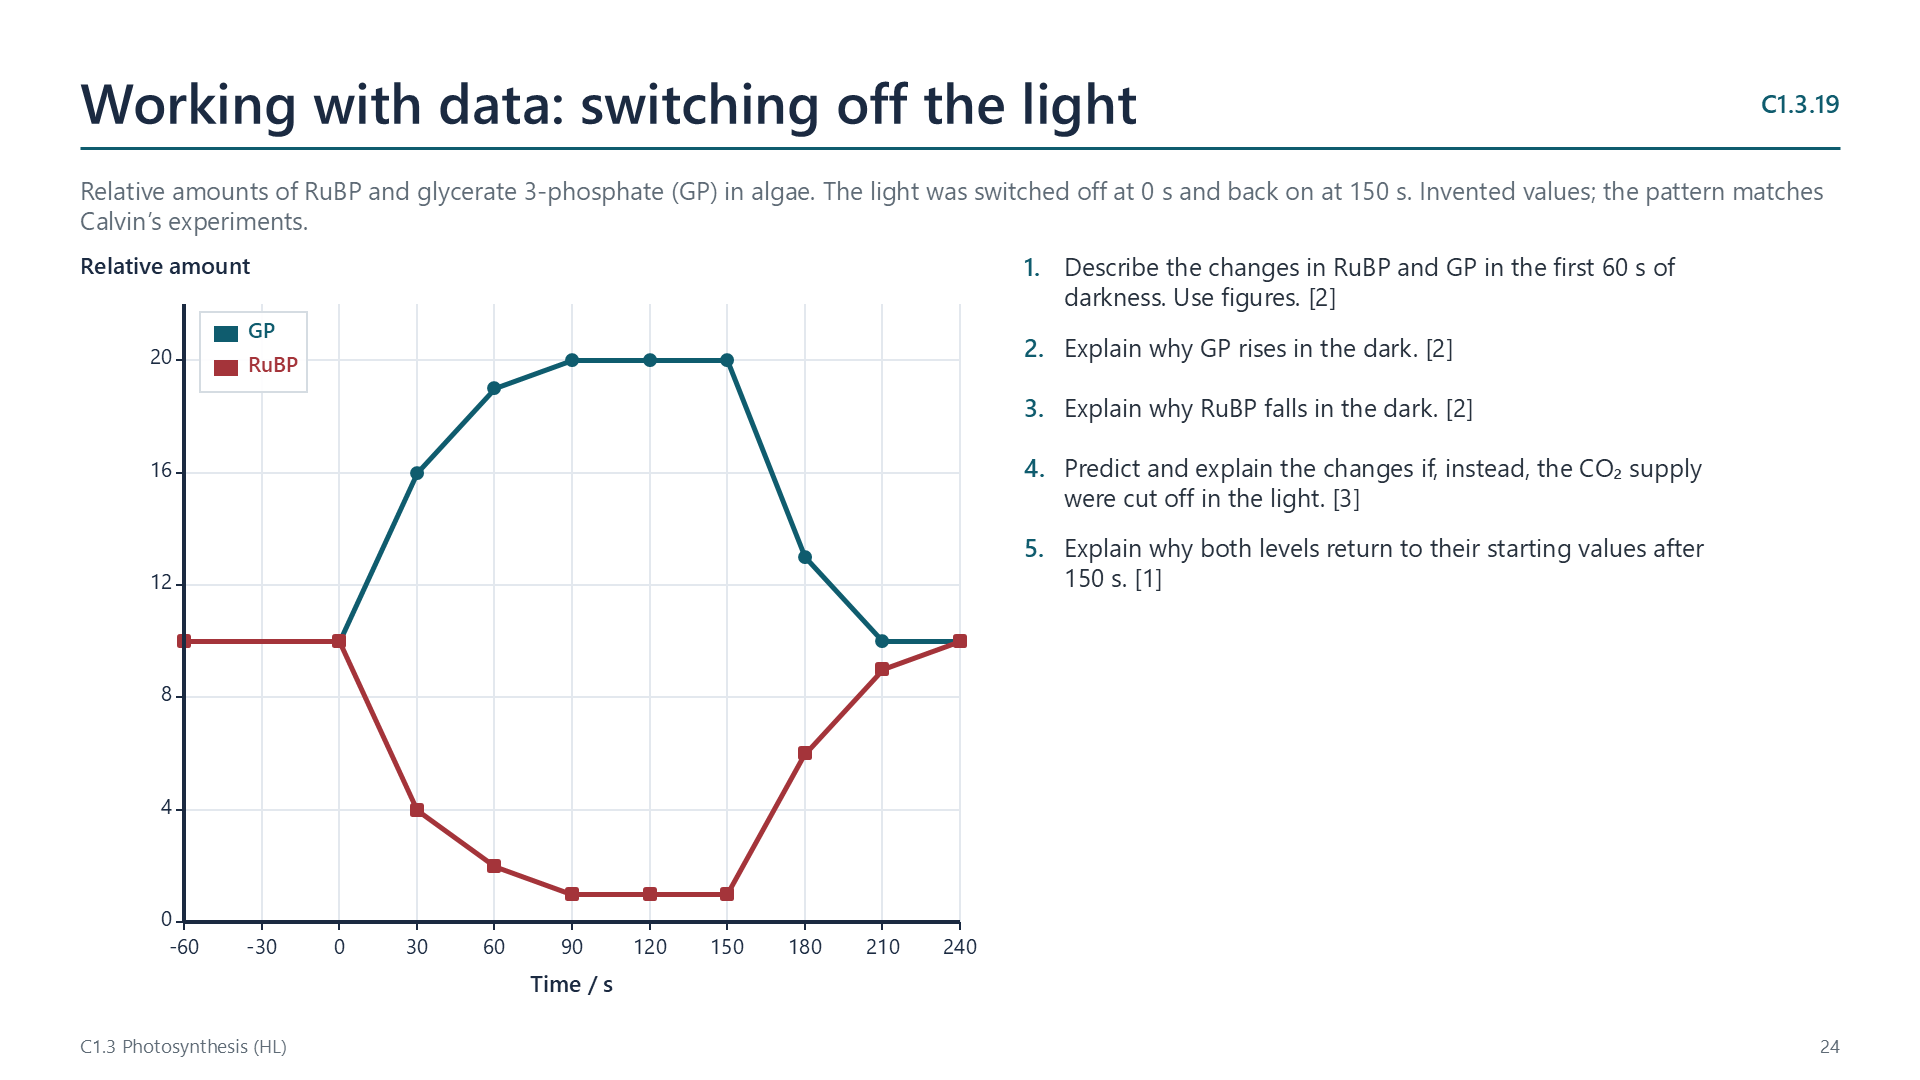 Working with data: switching off the light
C1.3.19
Relative amounts of RuBP and glycerate 3-phosphate (GP) in algae. The light was switched off at 0 s and back on at 150 s. Invented values; the pattern matches
Calvin’s experiments.
Relative amount
GP
RuBP
20
16
12
8
4
0
-60 -30 0 30 60 90 120 150 180 210 240
Time / s
1. Describe the changes in RuBP and GP in the first 60 s of
darkness. Use figures. [2]
2. Explain why GP rises in the dark. [2]
3. Explain why RuBP falls in the dark. [2]
4. Predict and explain the changes if, instead, the CO₂ supply
were cut off in the light. [3]
5. Explain why both levels return to their starting values after
150 s. [1]
C1.3 Photosynthesis (HL)
24